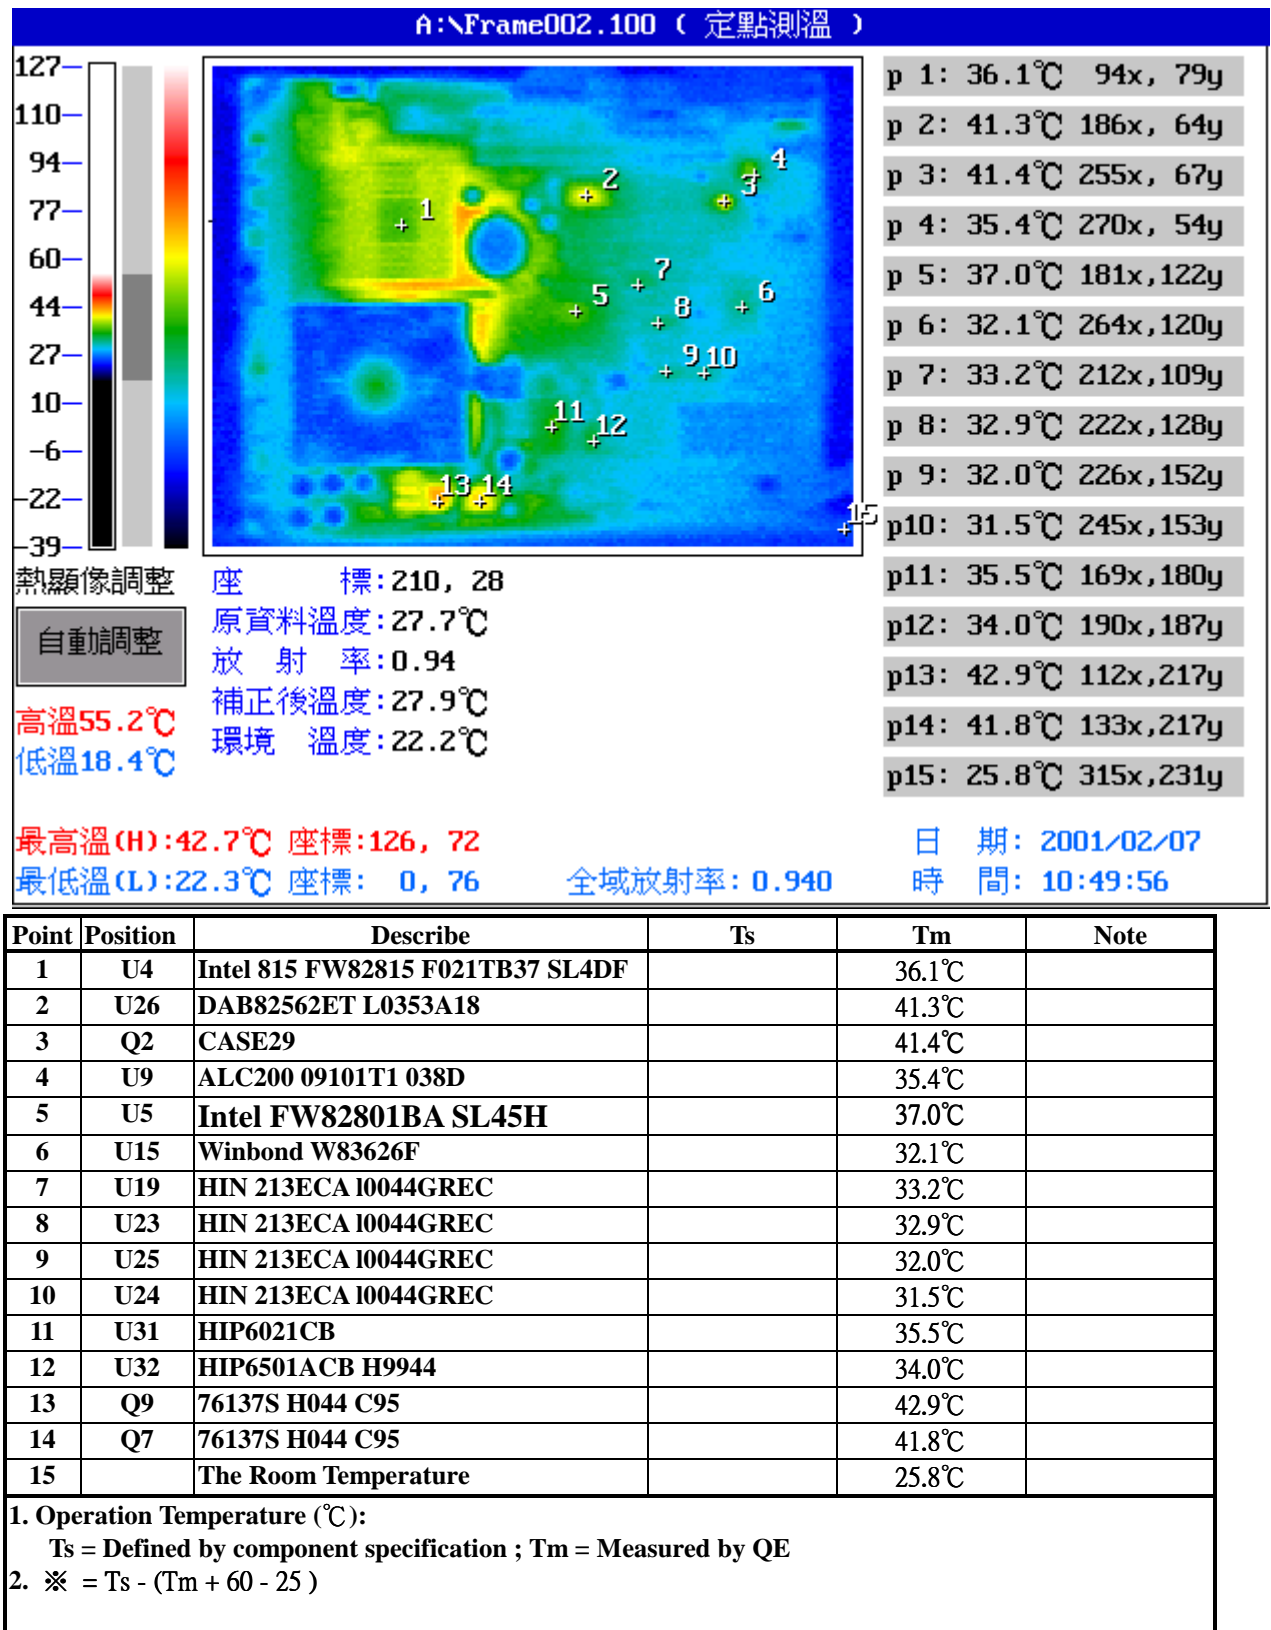 A:\Frame002.100 ( 定點測溫 )
127
110
94
77
60
44
27
10
-6
-22
-39
1
2
3
4
5
6
7
8
9
10
11
12
13
14
15
p 1: 36.1℃ 94x, 79y
p 2: 41.3℃ 186x, 64y
p 3: 41.4℃ 255x, 67y
p 4: 35.4℃ 270x, 54y
p 5: 37.0℃ 181x,122y
p 6: 32.1℃ 264x,120y
p 7: 33.2℃ 212x,109y
p 8: 32.9℃ 222x,128y
p 9: 32.0℃ 226x,152y
p10: 31.5℃ 245x,153y
p11: 35.5℃ 169x,180y
p12: 34.0℃ 190x,187y
p13: 42.9℃ 112x,217y
p14: 41.8℃ 133x,217y
p15: 25.8℃ 315x,231y
熱顯像調整
自動調整
高溫55.2℃
低溫18.4℃
座 標:210, 28
原資料溫度:27.7℃
放 射 率:0.94
補正後溫度:27.9℃
環境 溫度:22.2℃
最高溫(H):42.7℃ 座標:126, 72
最低溫(L):22.3℃ 座標: 0, 76
全域放射率: 0.940
日 期: 2001/02/07
時 間: 10:49:56
Point Position Describe Ts Tm Note
1 U4 Intel 815 FW82815 F021TB37 SL4DF 36.1℃
2 U26 DAB82562ET L0353A18 41.3℃
3 Q2 CASE29 41.4℃
4 U9 ALC200 09101T1 038D 35.4℃
5 U5 Intel FW82801BA SL45H 37.0℃
6 U15 Winbond W83626F 32.1℃
7 U19 HIN 213ECA l0044GREC 33.2℃
8 U23 HIN 213ECA l0044GREC 32.9℃
9 U25 HIN 213ECA l0044GREC 32.0℃
10 U24 HIN 213ECA l0044GREC 31.5℃
11 U31 HIP6021CB 35.5℃
12 U32 HIP6501ACB H9944 34.0℃
13 Q9 76137S H044 C95 42.9℃
14 Q7 76137S H044 C95 41.8℃
15 The Room Temperature 25.8℃
1. Operation Temperature (℃):
Ts = Defined by component specification ; Tm = Measured by QE
2. ※ = Ts - (Tm + 60 - 25 )